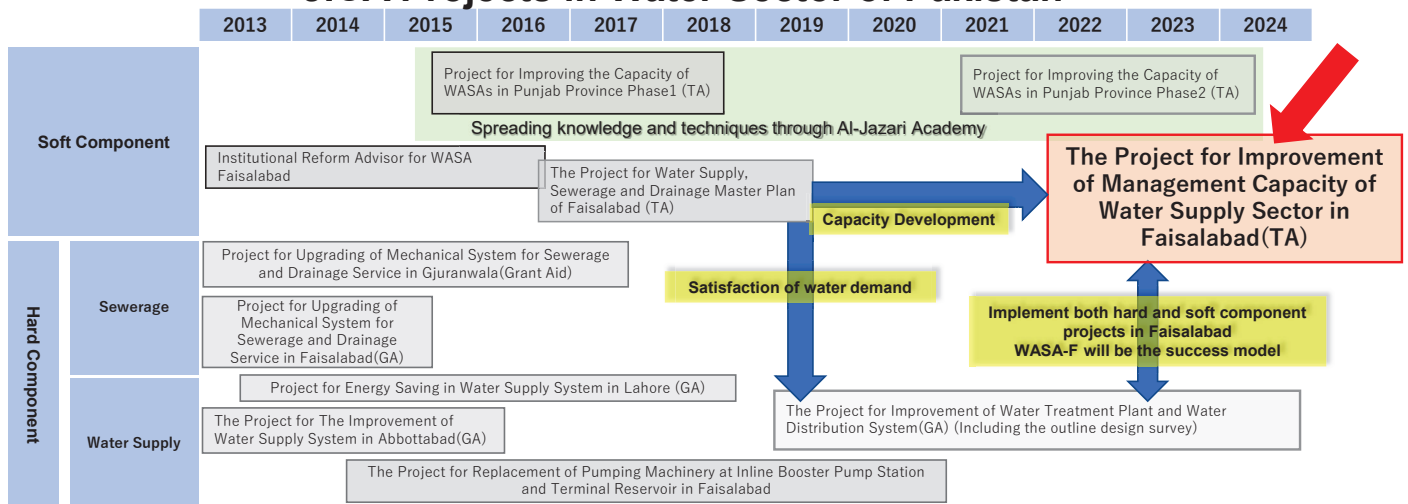 Projects in Water Sector of Pakistan
2013 2014 2015 2016 2017 2018 2019 2020 2021 2022 2023 2024
Soft Component
Project for Improving the Capacity of
WASAs in Punjab Province Phase1 (TA)
Project for Improving the Capacity of
WASAs in Punjab Province Phase2 (TA)
Spreading knowledge and techniques through Al-Jazari Academy
Institutional Reform Advisor for WASA
Faisalabad
The Project for Water Supply,
Sewerage and Drainage Master Plan
of Faisalabad (TA)
Capacity Development
The Project for Improvement
of Management Capacity of
Water Supply Sector in
Faisalabad(TA)
Hard Component
Sewerage
Project for Upgrading of Mechanical System for Sewerage
and Drainage Service in Gjuranwala(Grant Aid)
Project for Upgrading of
Mechanical System for
Sewerage and Drainage
Service in Faisalabad(GA)
Satisfaction of water demand
Implement both hard and soft component
projects in Faisalabad
WASA-F will be the success model
Water Supply
Project for Energy Saving in Water Supply System in Lahore (GA)
The Project for The Improvement of
Water Supply System in Abbottabad(GA)
The Project for Improvement of Water Treatment Plant and Water
Distribution System(GA) (Including the outline design survey)
The Project for Replacement of Pumping Machinery at Inline Booster Pump Station
and Terminal Reservoir in Faisalabad